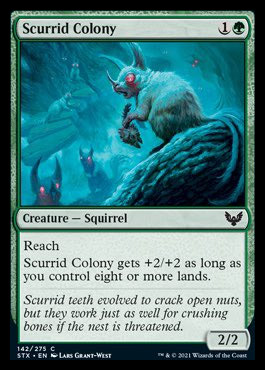 Scurrid Colony 1
Creature — Squirrel
Reach
Scurrid Colony gets +2/+2 as long as
you control eight or more lands.
Scurrid teeth evolved to crack open nuts,
but they work just as well for crushing
bones if the nest is threatened.
2/2
142/275 C
STX • EN LARS GRANT-WEST
™ & © 2021 Wizards of the Coast